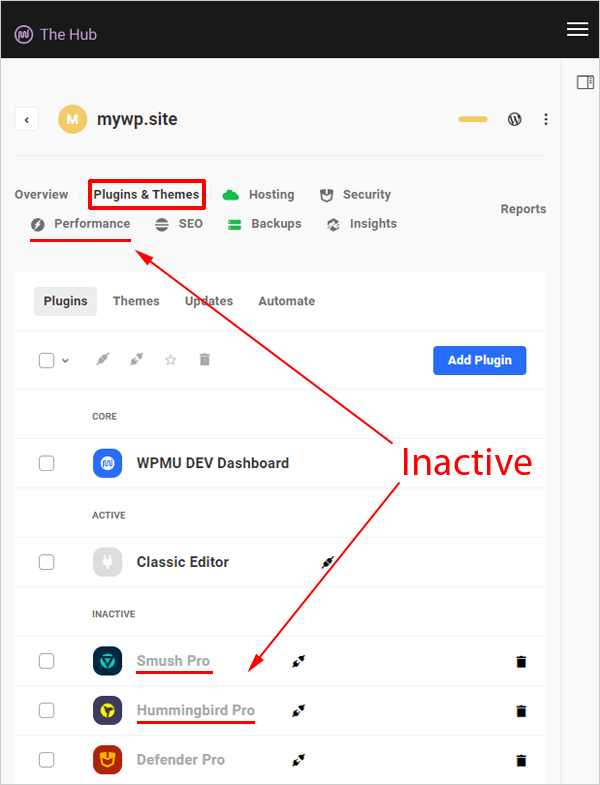 The Hub
M mywp.site
Overview Plugins & Themes Hosting Security
Performance SEO Backups Insights
Reports
Plugins Themes Updates Automate
Add Plugin
CORE
Inactive
WPMU DEV Dashboard
ACTIVE
Classic Editor
INACTIVE
Smush Pro
Hummingbird Pro
Defender Pro